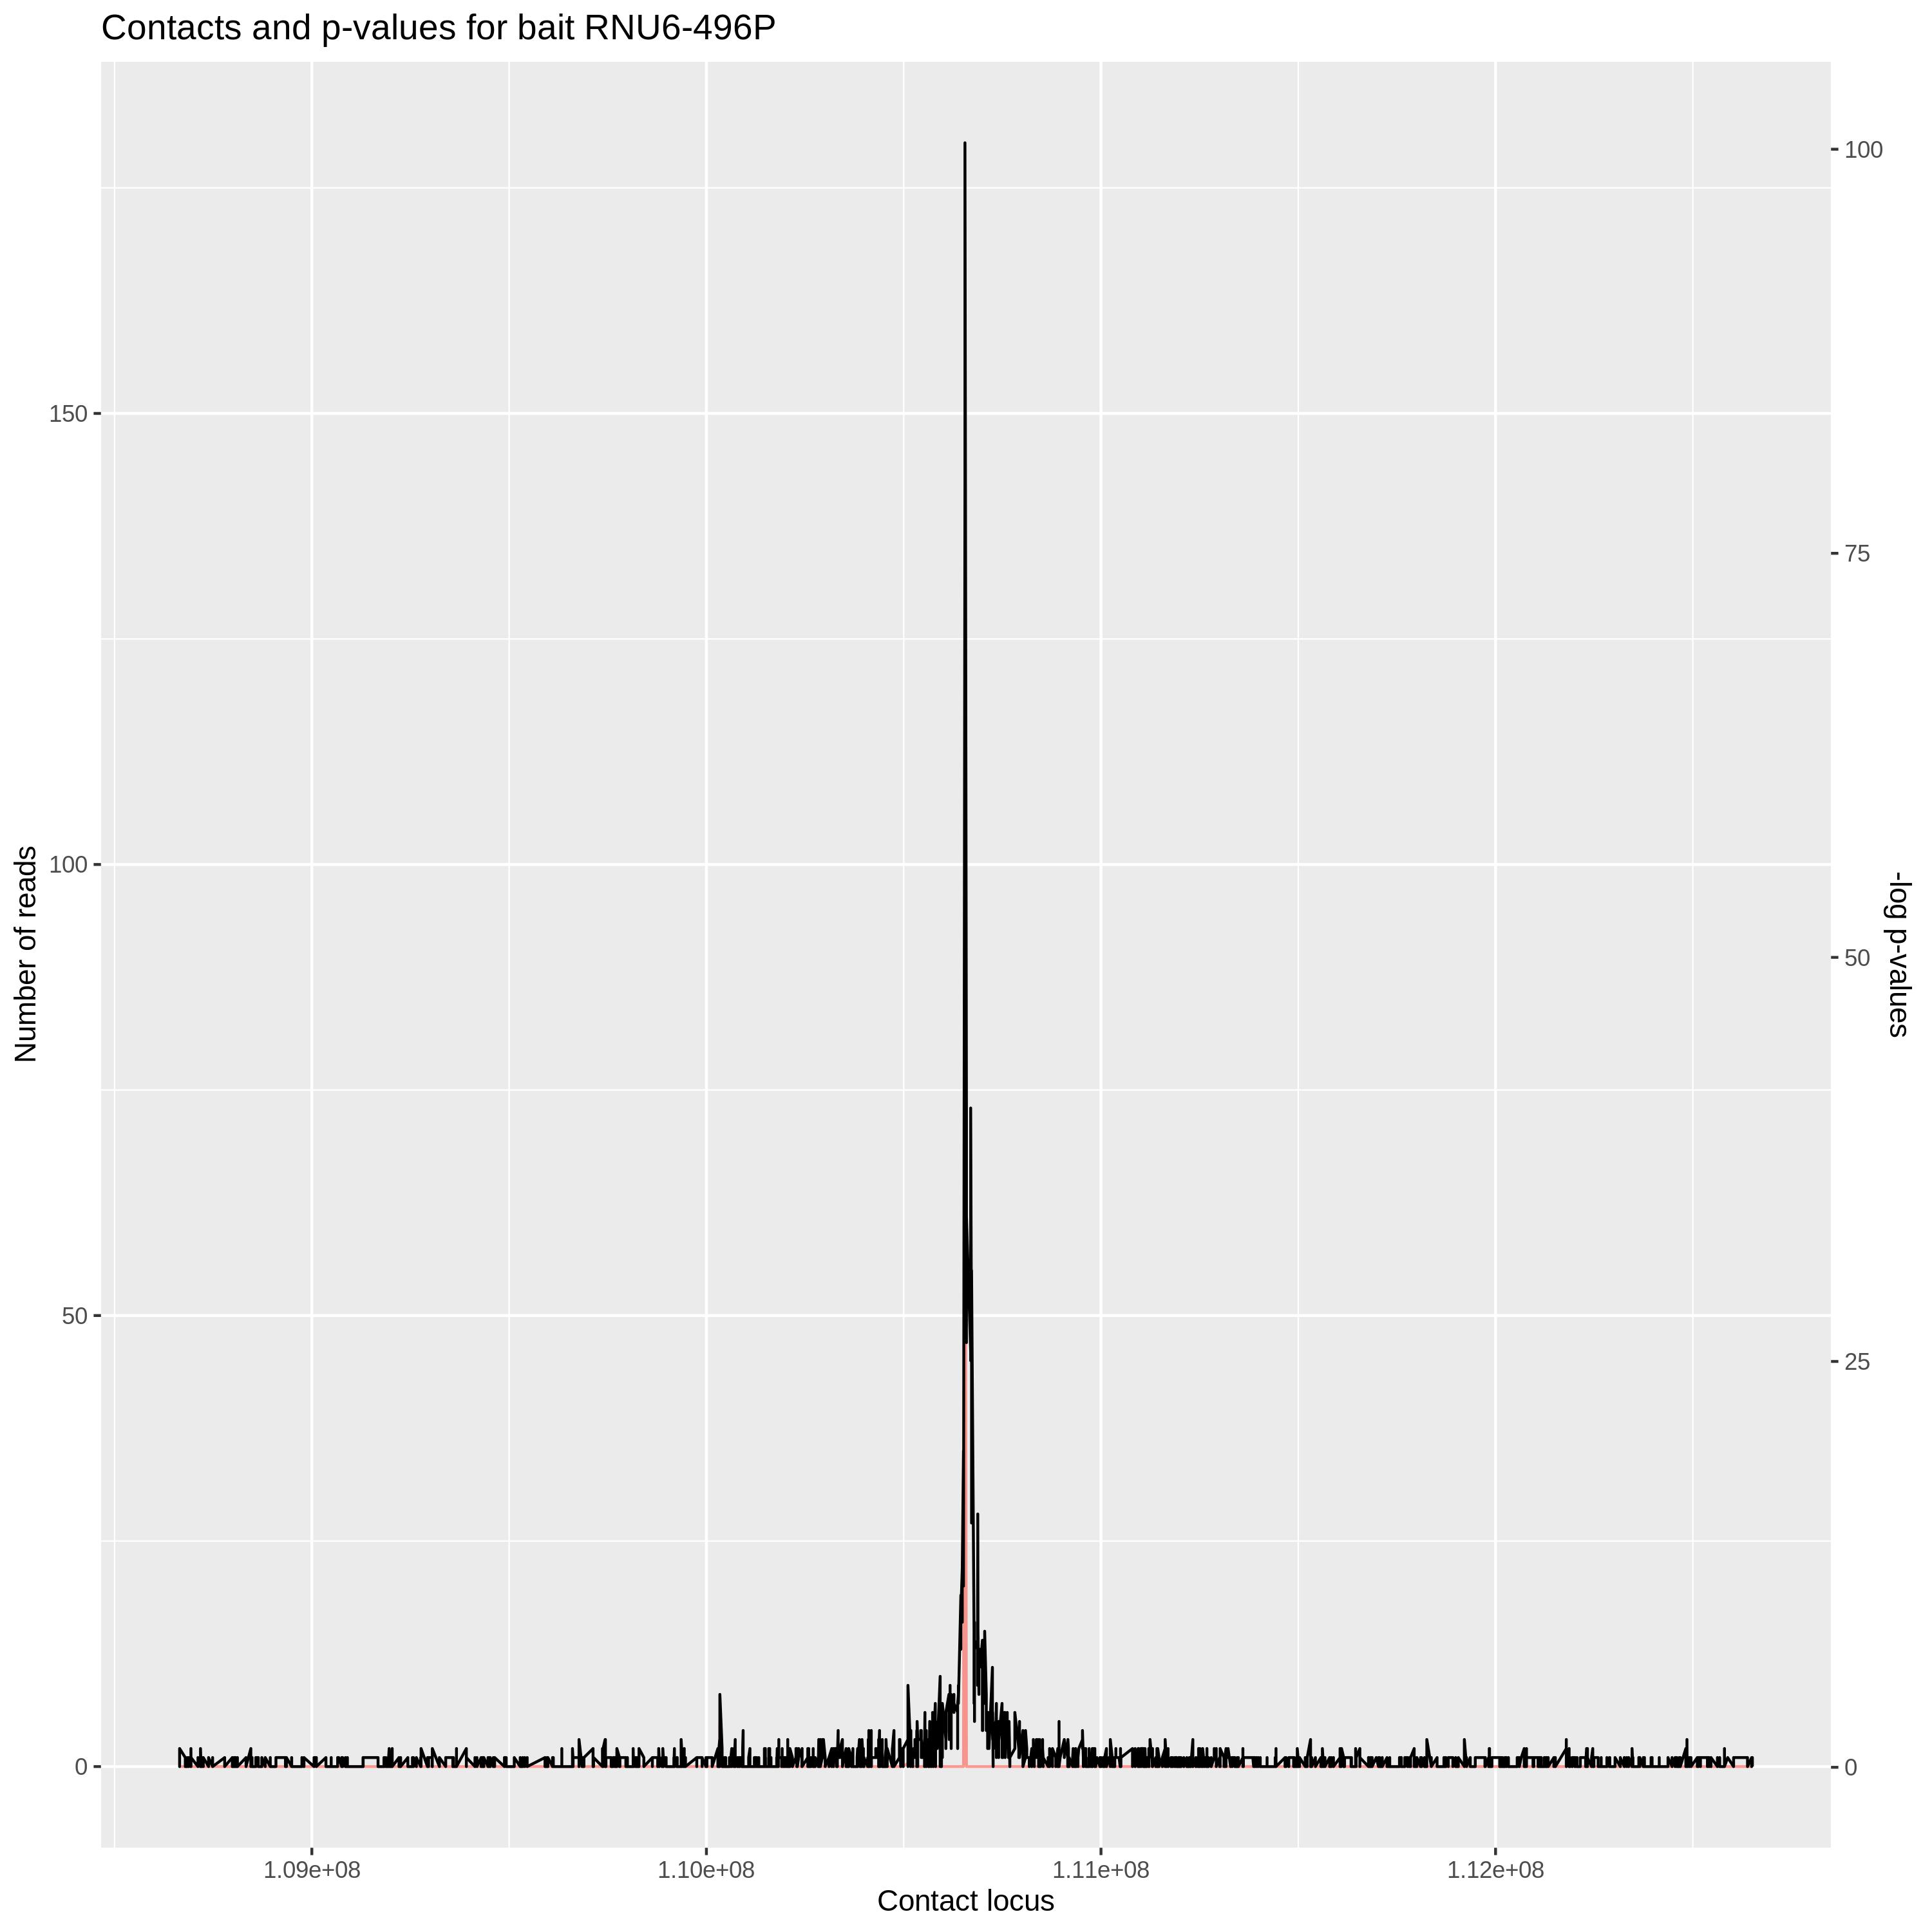 Contacts and p-values for bait RNU6-496P
150
100
50
0
100
75
50
25
0
Number of reads
-log p-values
1.09e+08
1.10e+08
1.11e+08
1.12e+08
Contact locus